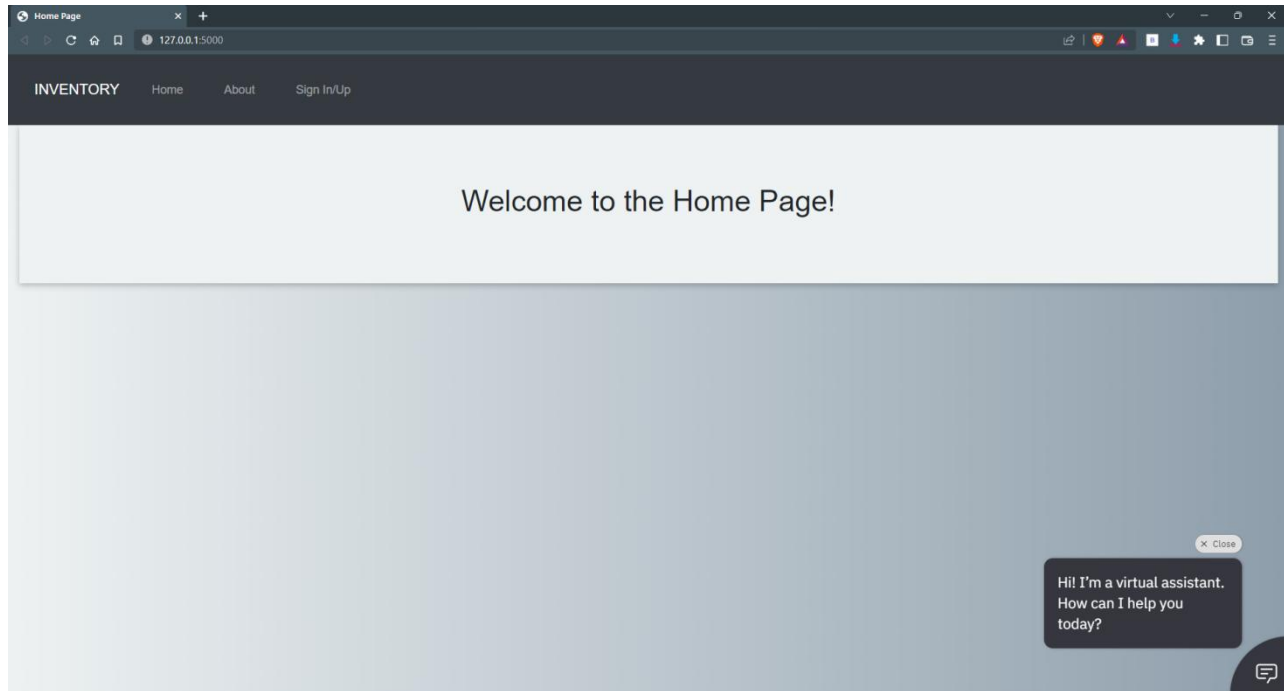 Home Page
127.0.0.1:5000
INVENTORY Home About Sign In/Up
Welcome to the Home Page!
Close
Hi! I'm a virtual assistant.
How can I help you
today?